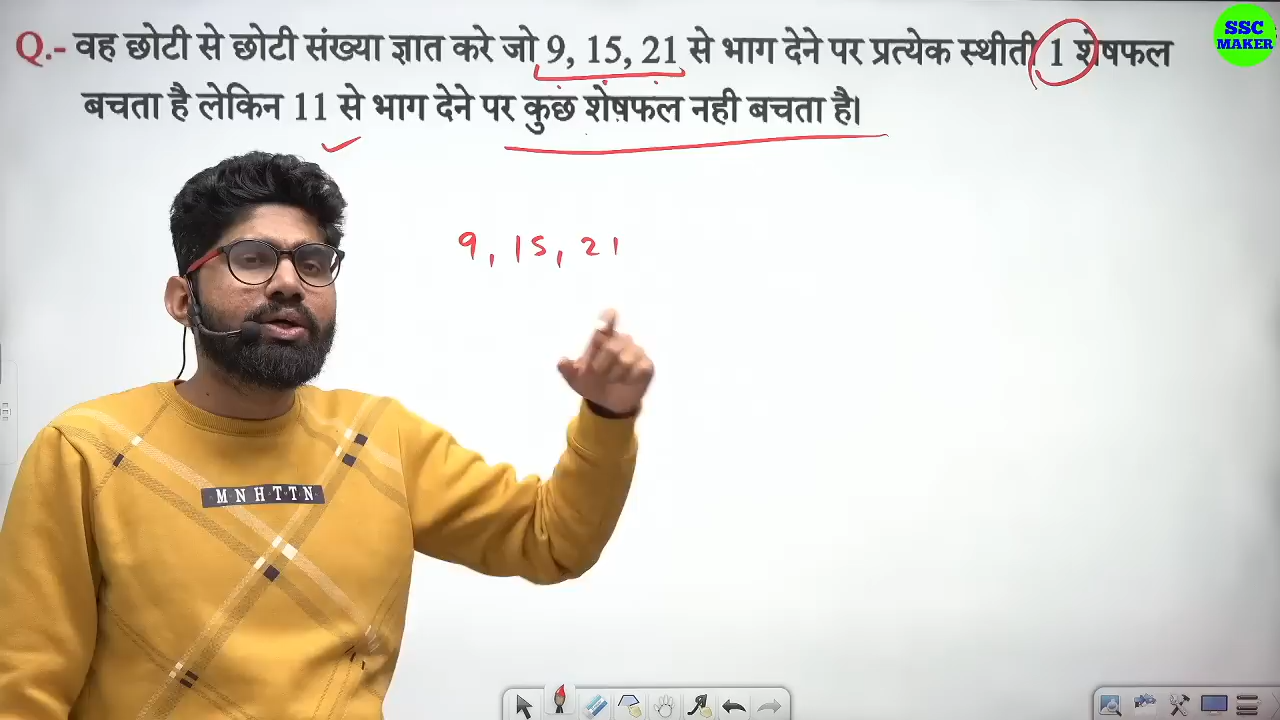 Q.- वह छोटी से छोटी संख्या ज्ञात करे जो 9, 15, 21 से भाग देने पर प्रत्येक स्थीती 1 शेषफल
बचता है लेकिन 11 से भाग देने पर कुछ शेषफल नही बचता है।
SSC
MAKER
9, 15, 21
MNHTTN